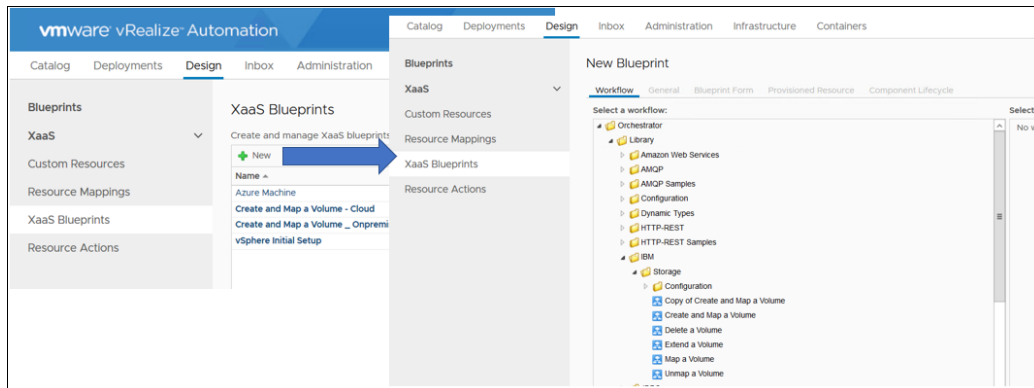 vmware vRealize Automation
Catalog Deployments Design Inbox Administration
Blueprints
XaaS
Custom Resources
Resource Mappings
XaaS Blueprints
Resource Actions
XaaS Blueprints
Create and manage XaaS blueprints
New
Name
Azure Machine
Create and Map a Volume - Cloud
Create and Map a Volume _ Onpremi
vSphere Initial Setup
Catalog Deployments Design Inbox Administration Infrastructure Containers
Blueprints
XaaS
Custom Resources
Resource Mappings
XaaS Blueprints
Resource Actions
New Blueprint
Workflow General Blueprint Form Provisioned Resource Component Lifecycle
Select a workflow:
Orchestrator
Library
Amazon Web Services
AMQP
AMQP Samples
Configuration
Dynamic Types
HTTP-REST
HTTP-REST Samples
IBM
Storage
Configuration
Copy of Create and Map a Volume
Create and Map a Volume
Delete a Volume
Extend a Volume
Map a Volume
Unmap a Volume
Select
No v